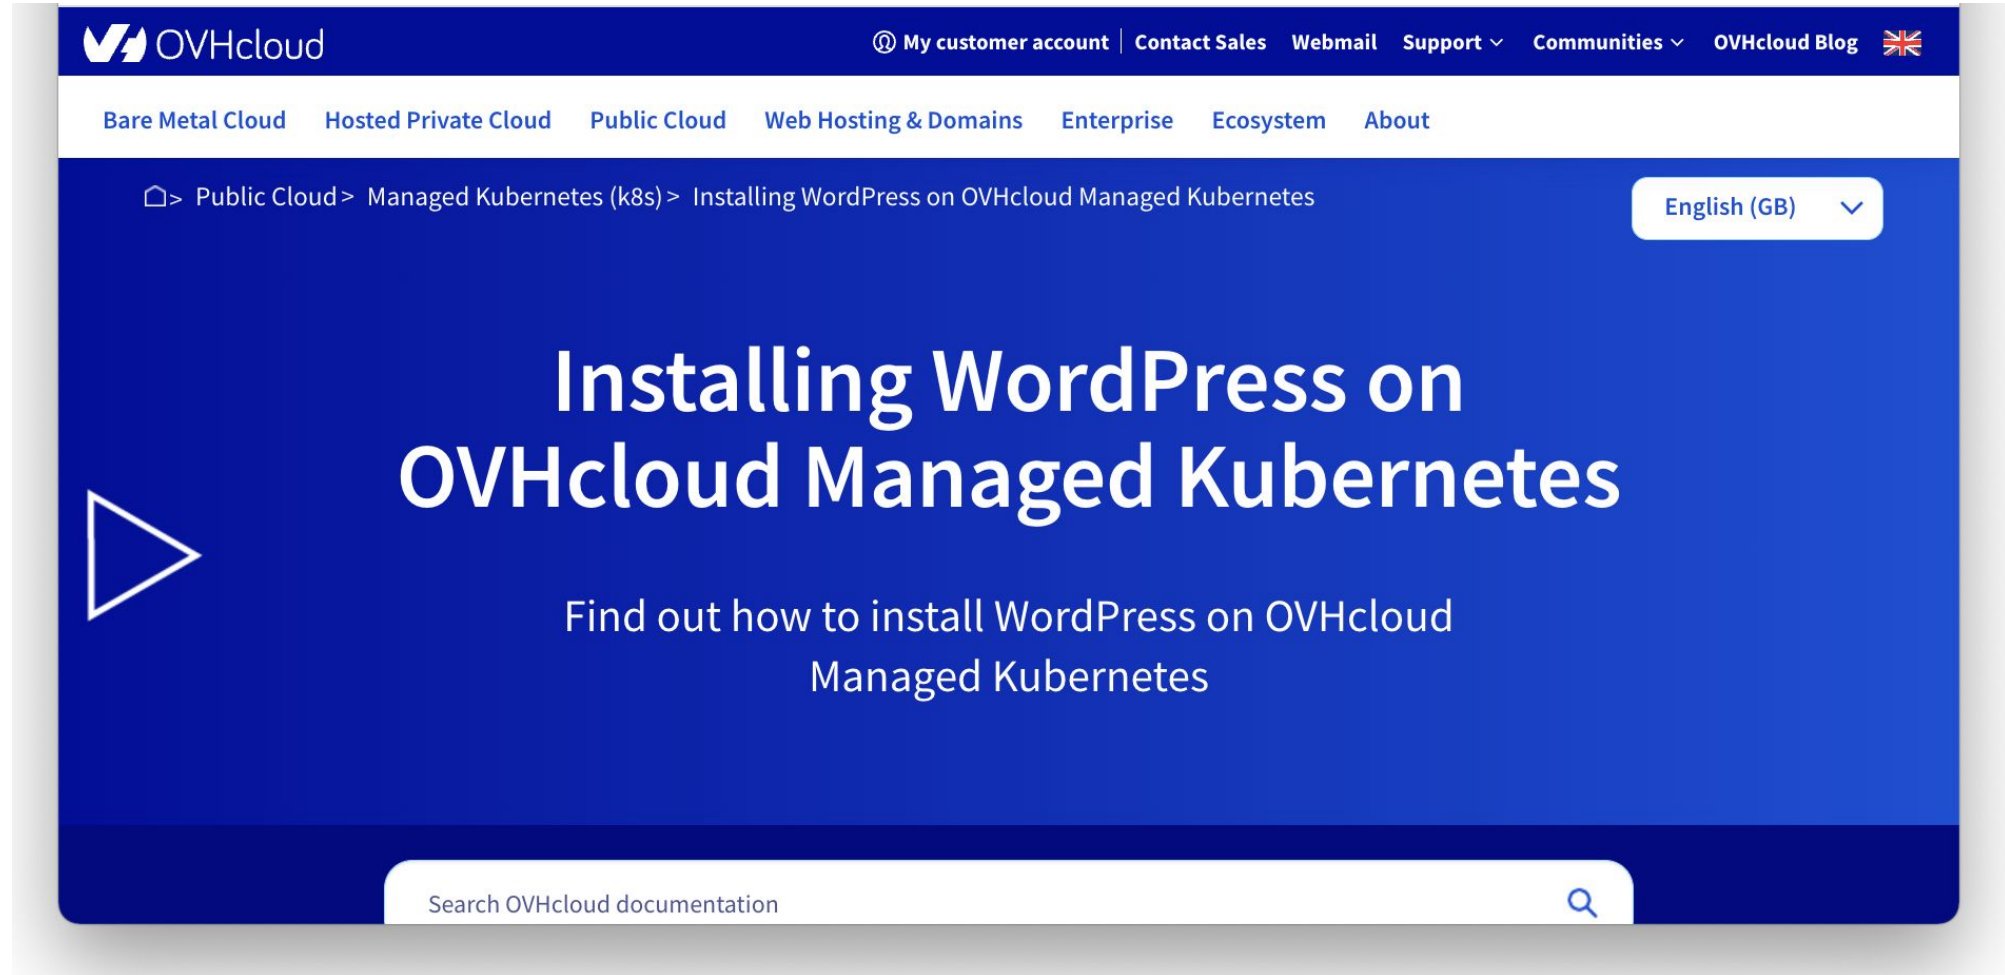 OVHcloud
My customer account | Contact Sales Webmail Support Communities OVHcloud Blog
Bare Metal Cloud Hosted Private Cloud Public Cloud Web Hosting & Domains Enterprise Ecosystem About
> Public Cloud > Managed Kubernetes (k8s) > Installing WordPress on OVHcloud Managed Kubernetes
English (GB)
Installing WordPress on
OVHcloud Managed Kubernetes
Find out how to install WordPress on OVHcloud
Managed Kubernetes
Search OVHcloud documentation